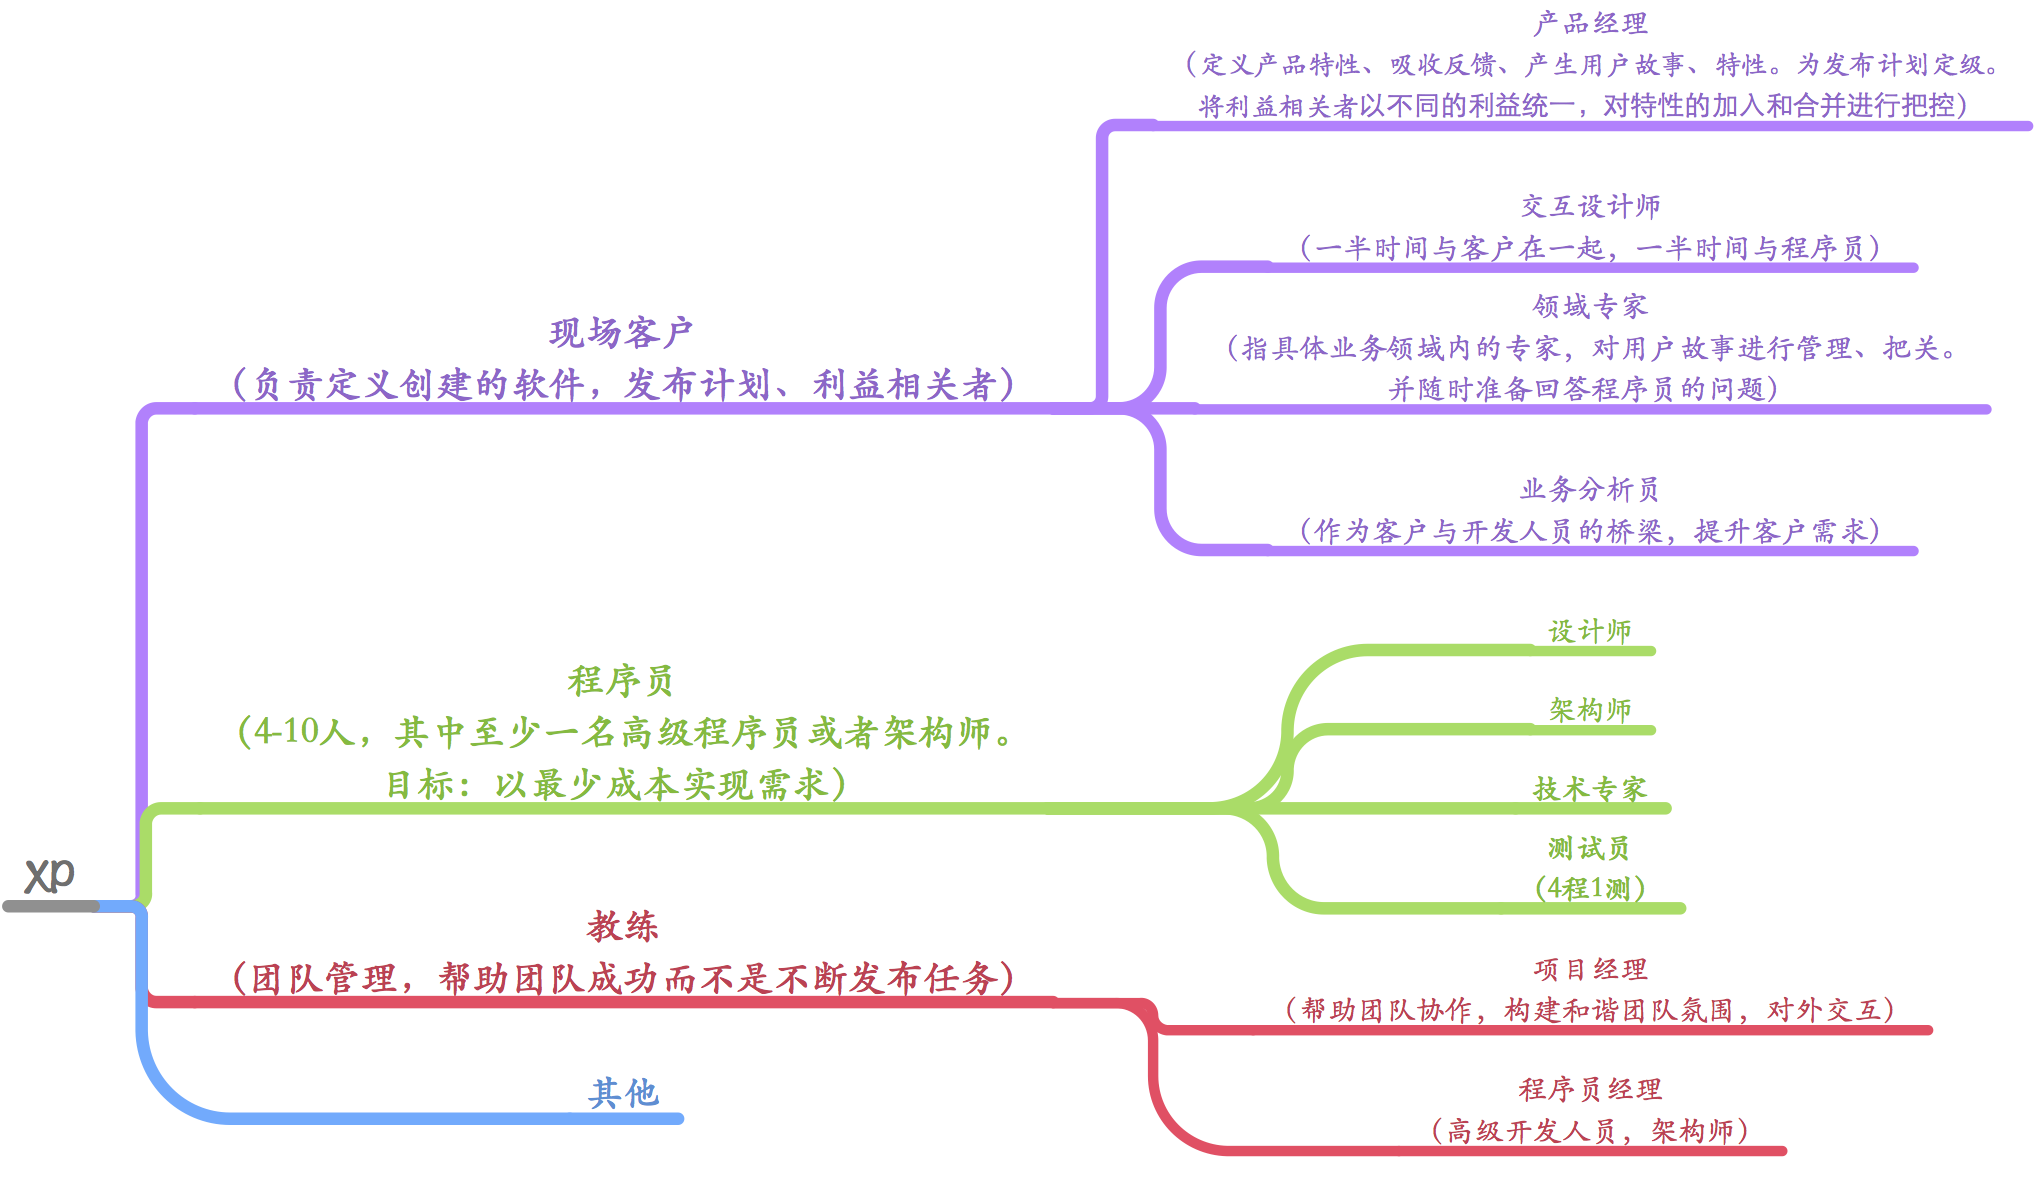 xp
现场客户
（负责定义创建的软件，发布计划、利益相关者）
产品经理
（定义产品特性、吸收反馈、产生用户故事、特性。为发布计划定级。
将利益相关者以不同的利益统一，对特性的加入和合并进行把控）
交互设计师
（一半时间与客户在一起，一半时间与程序员）
领域专家
（指具体业务领域内的专家，对用户故事进行管理、把关。
并随时准备回答程序员的问题）
业务分析员
（作为客户与开发人员的桥梁，提升客户需求）
程序员
（4-10人，其中至少一名高级程序员或者架构师。
目标：以最少成本实现需求）
设计师
架构师
技术专家
测试员
（4程1测）
教练
（团队管理，帮助团队成功而不是不断发布任务）
项目经理
（帮助团队协作，构建和谐团队氛围，对外交互）
程序员经理
（高级开发人员，架构师）
其他